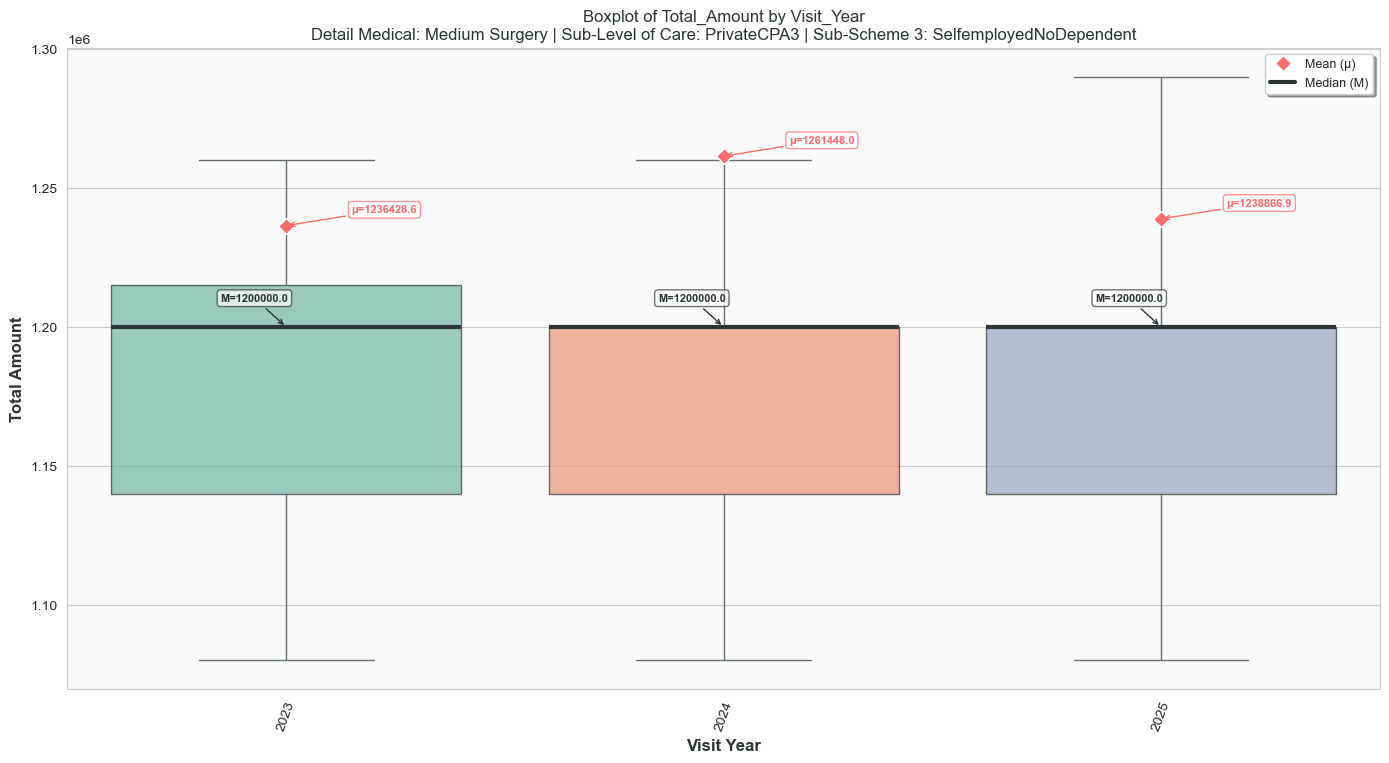 Boxplot of Total_Amount by Visit_Year
Detail Medical: Medium Surgery | Sub-Level of Care: PrivateCPA3 | Sub-Scheme 3: SelfemployedNoDependent
1e6
1.30
1.25
1.20
1.15
1.10
Total Amount
Mean (μ)
Median (M)
μ=1236428.6
μ=1261448.0
μ=1238866.9
M=1200000.0
M=1200000.0
M=1200000.0
2023
2024
2025
Visit Year